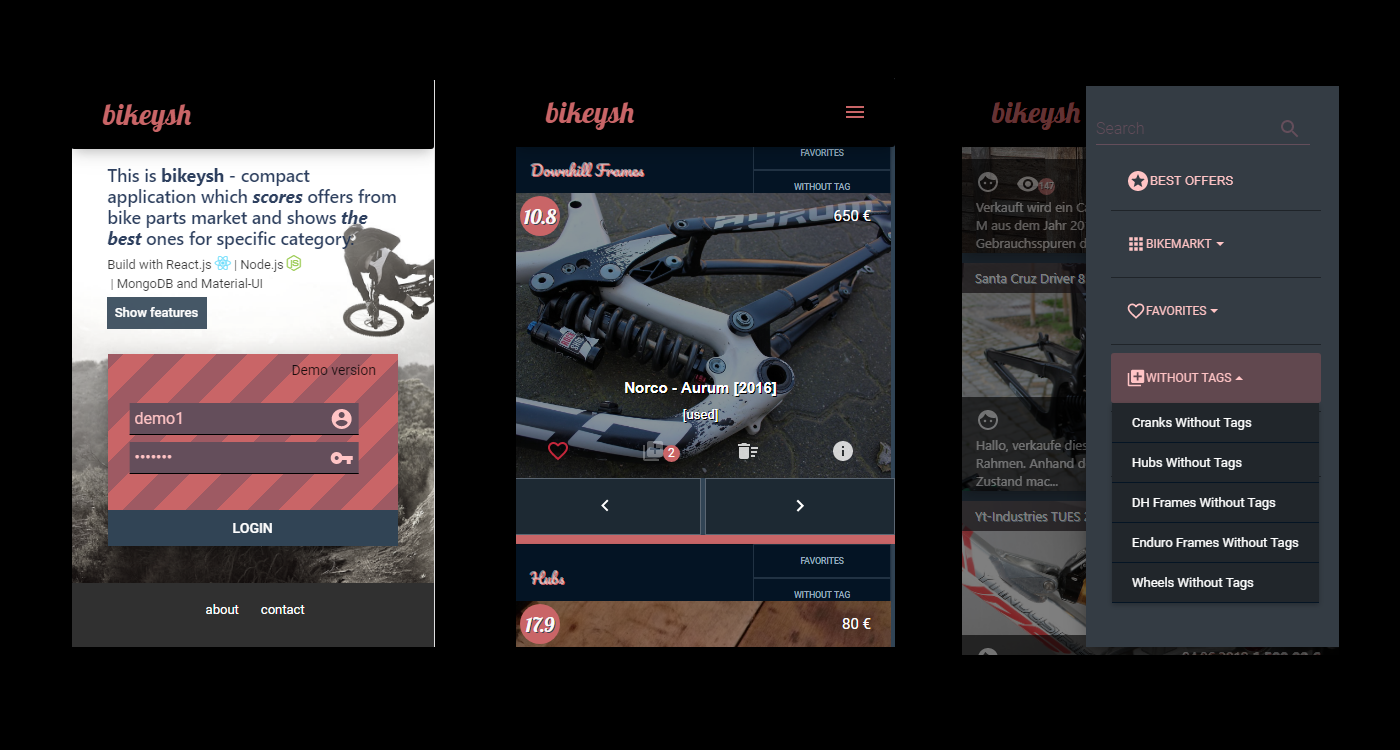 bikeysh
This is bikeysh - compact
application which scores offers from
bike parts market and shows the
best ones for specific category.
Build with React.js | Node.js
| MongoDB and Material-UI
Show features
Demo version
demo1
•••••••
LOGIN
about contact
bikeysh
Downhill Frames
FAVORITES
WITHOUT TAG
10.8
650 €
AURUM
Norco - Aurum [2016]
[used]
2
Hubs
FAVORITES
WITHOUT TAG
17.9
80 €
bikeysh
147
Verkauft wird ein Ca
M aus dem Jahr 20
Gebrauchsspuren d
Santa Cruz Driver 8
Hallo, verkaufe dies
Rahmen. Anhand d
Zustand mac...
Yt-Industries TUES 2
Search
BEST OFFERS
BIKEMARKT
FAVORITES
WITHOUT TAGS
Cranks Without Tags
Hubs Without Tags
DH Frames Without Tags
Enduro Frames Without Tags
Wheels Without Tags